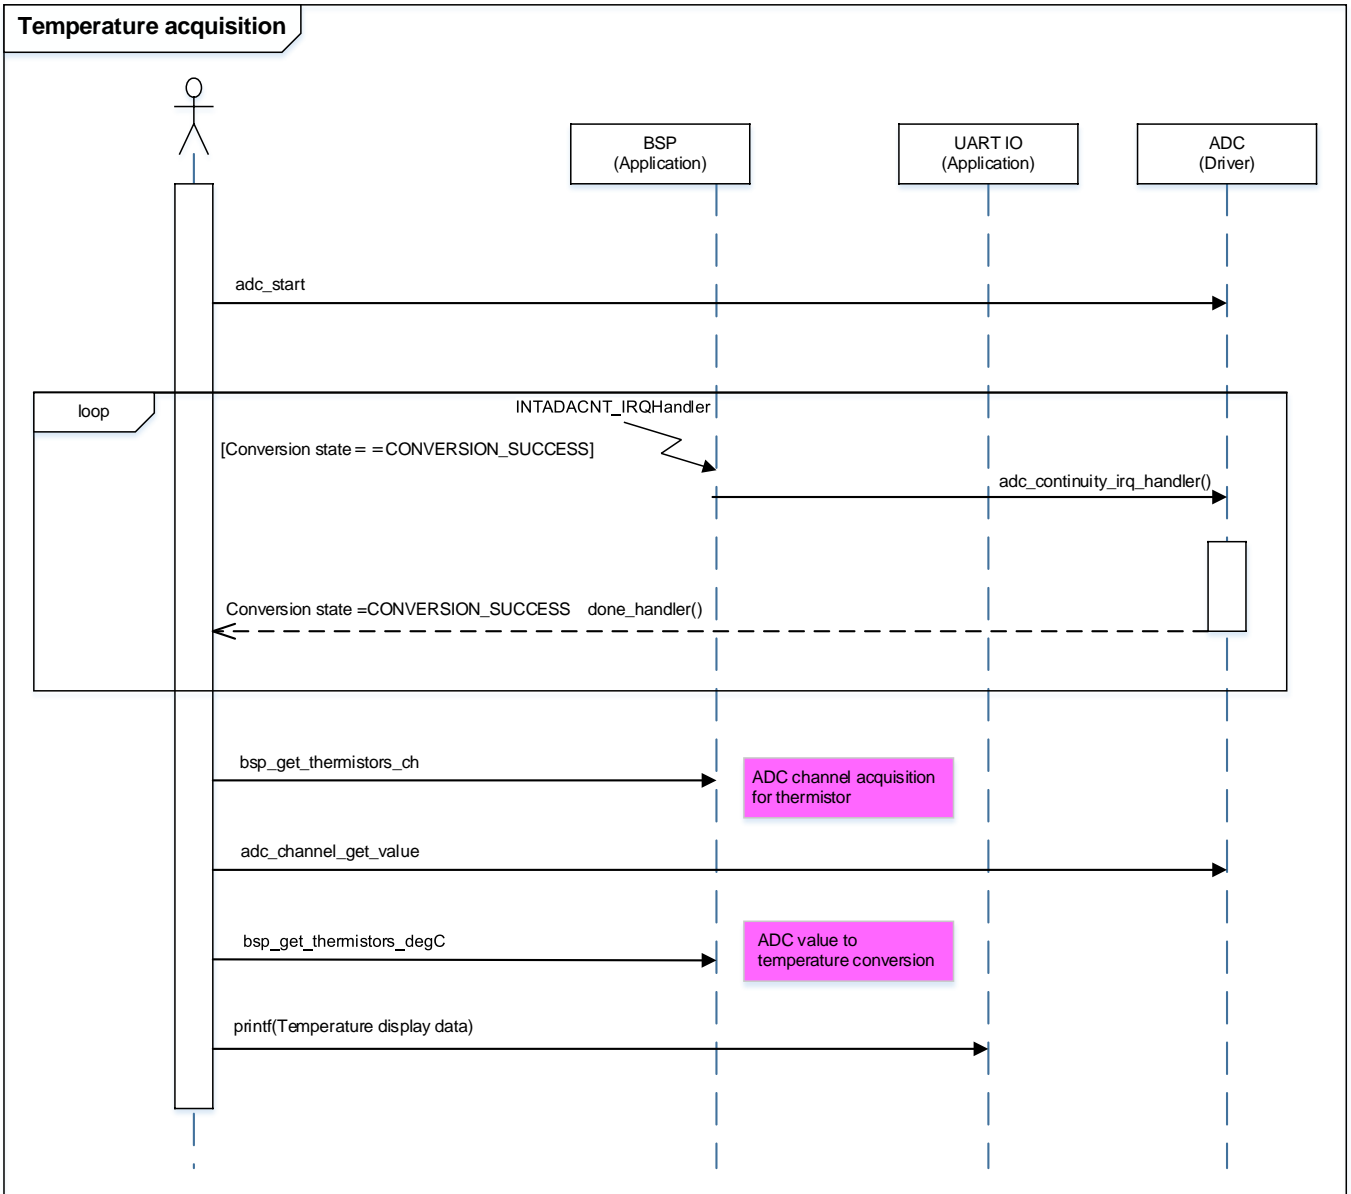 Temperature acquisition
BSP
(Application)
UART IO
(Application)
ADC
(Driver)
adc_start
loop
INTADACNT_IRQHandler
[Conversion state==CONVERSION_SUCCESS]
adc_continuity_irq_handler()
Conversion state =CONVERSION_SUCCESS done_handler()
bsp_get_thermistors_ch
ADC channel acquisition
for thermistor
adc_channel_get_value
bsp_get_thermistors_degC
ADC value to
temperature conversion
printf(Temperature display data)